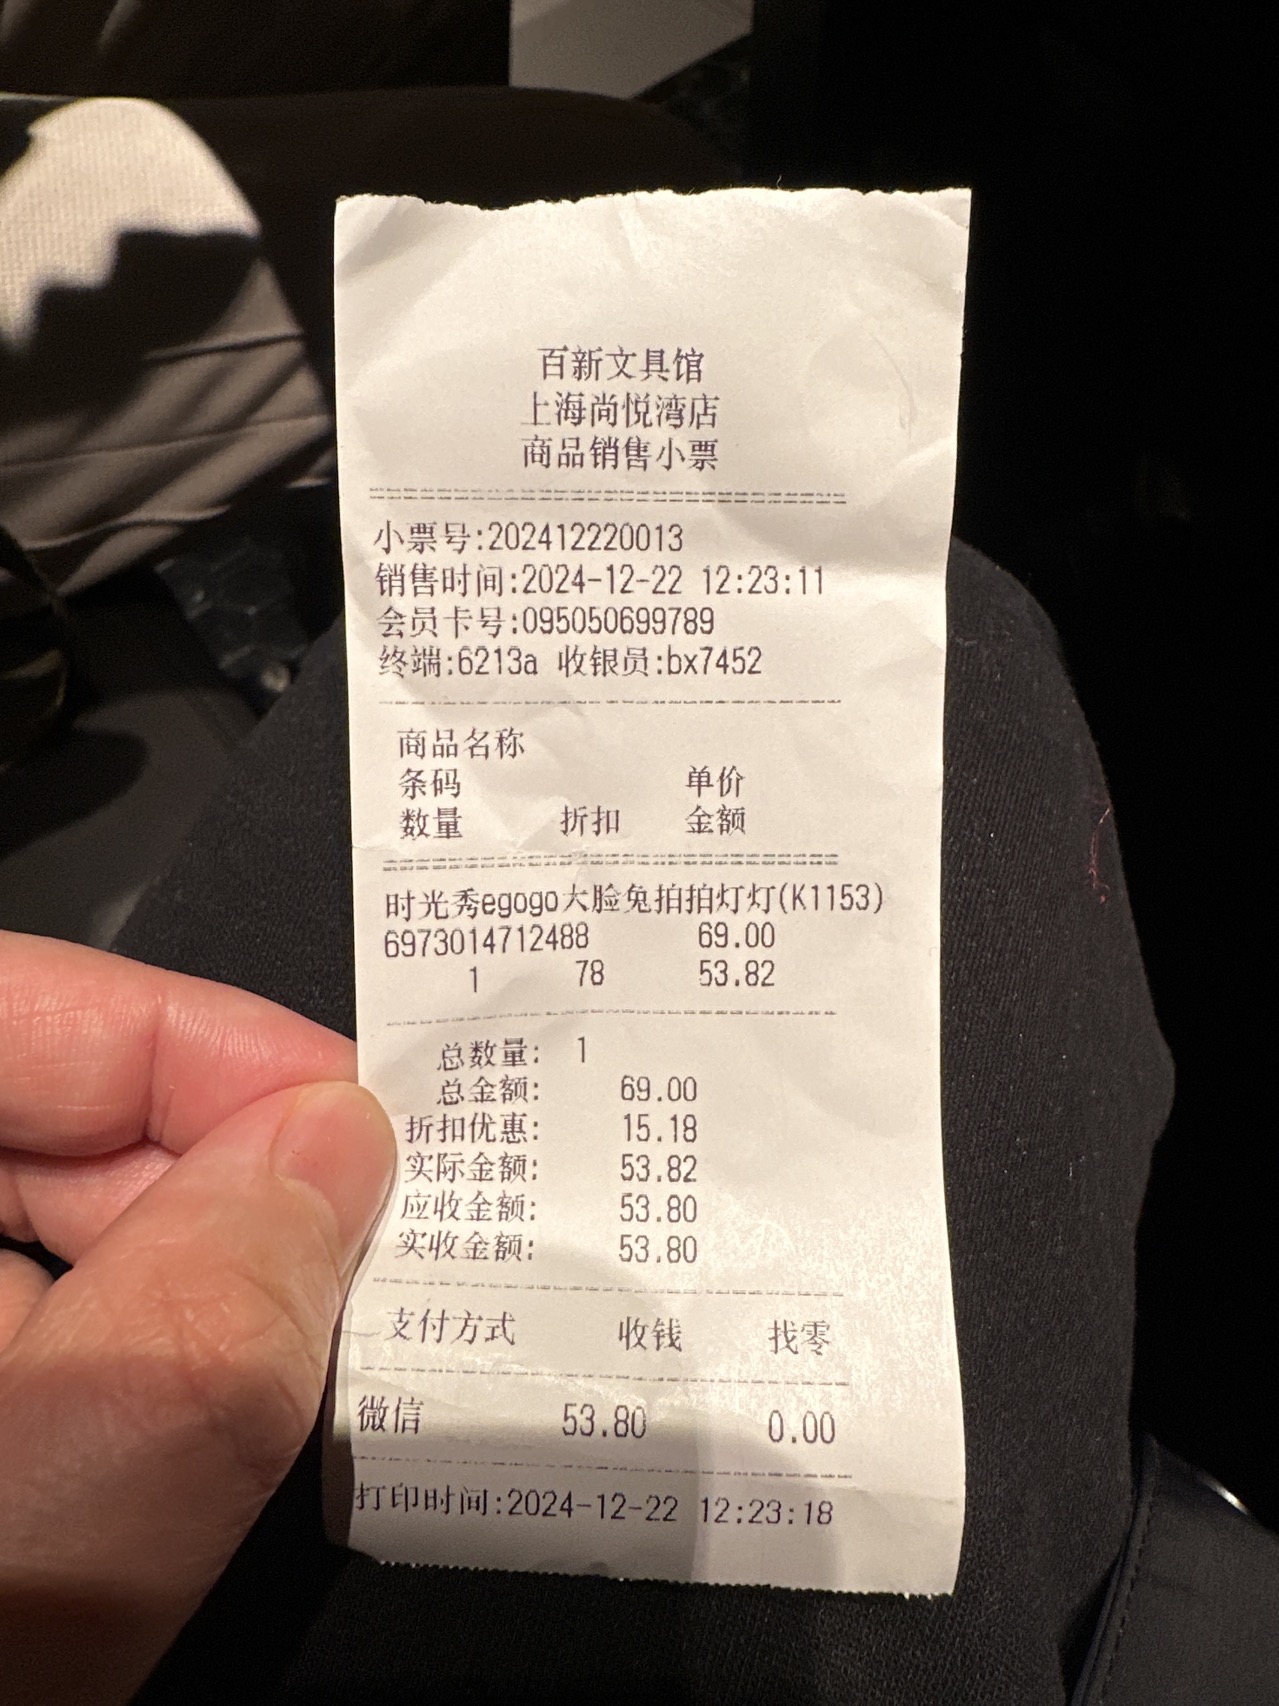 百新文具馆
上海尚悦湾店
商品销售小票
小票号:202412220013
销售时间:2024-12-22 12:23:11
会员卡号:095050699789
终端:6213a 收银员:bx7452
商品名称
条码 单价
数量 折扣 金额
时光秀egogo大脸兔拍拍灯灯(K1153)
6973014712488 69.00
1 78 53.82
总数量: 1
总金额: 69.00
折扣优惠: 15.18
实际金额: 53.82
应收金额: 53.80
实收金额: 53.80
支付方式 收钱 找零
微信 53.80 0.00
打印时间:2024-12-22 12:23:18